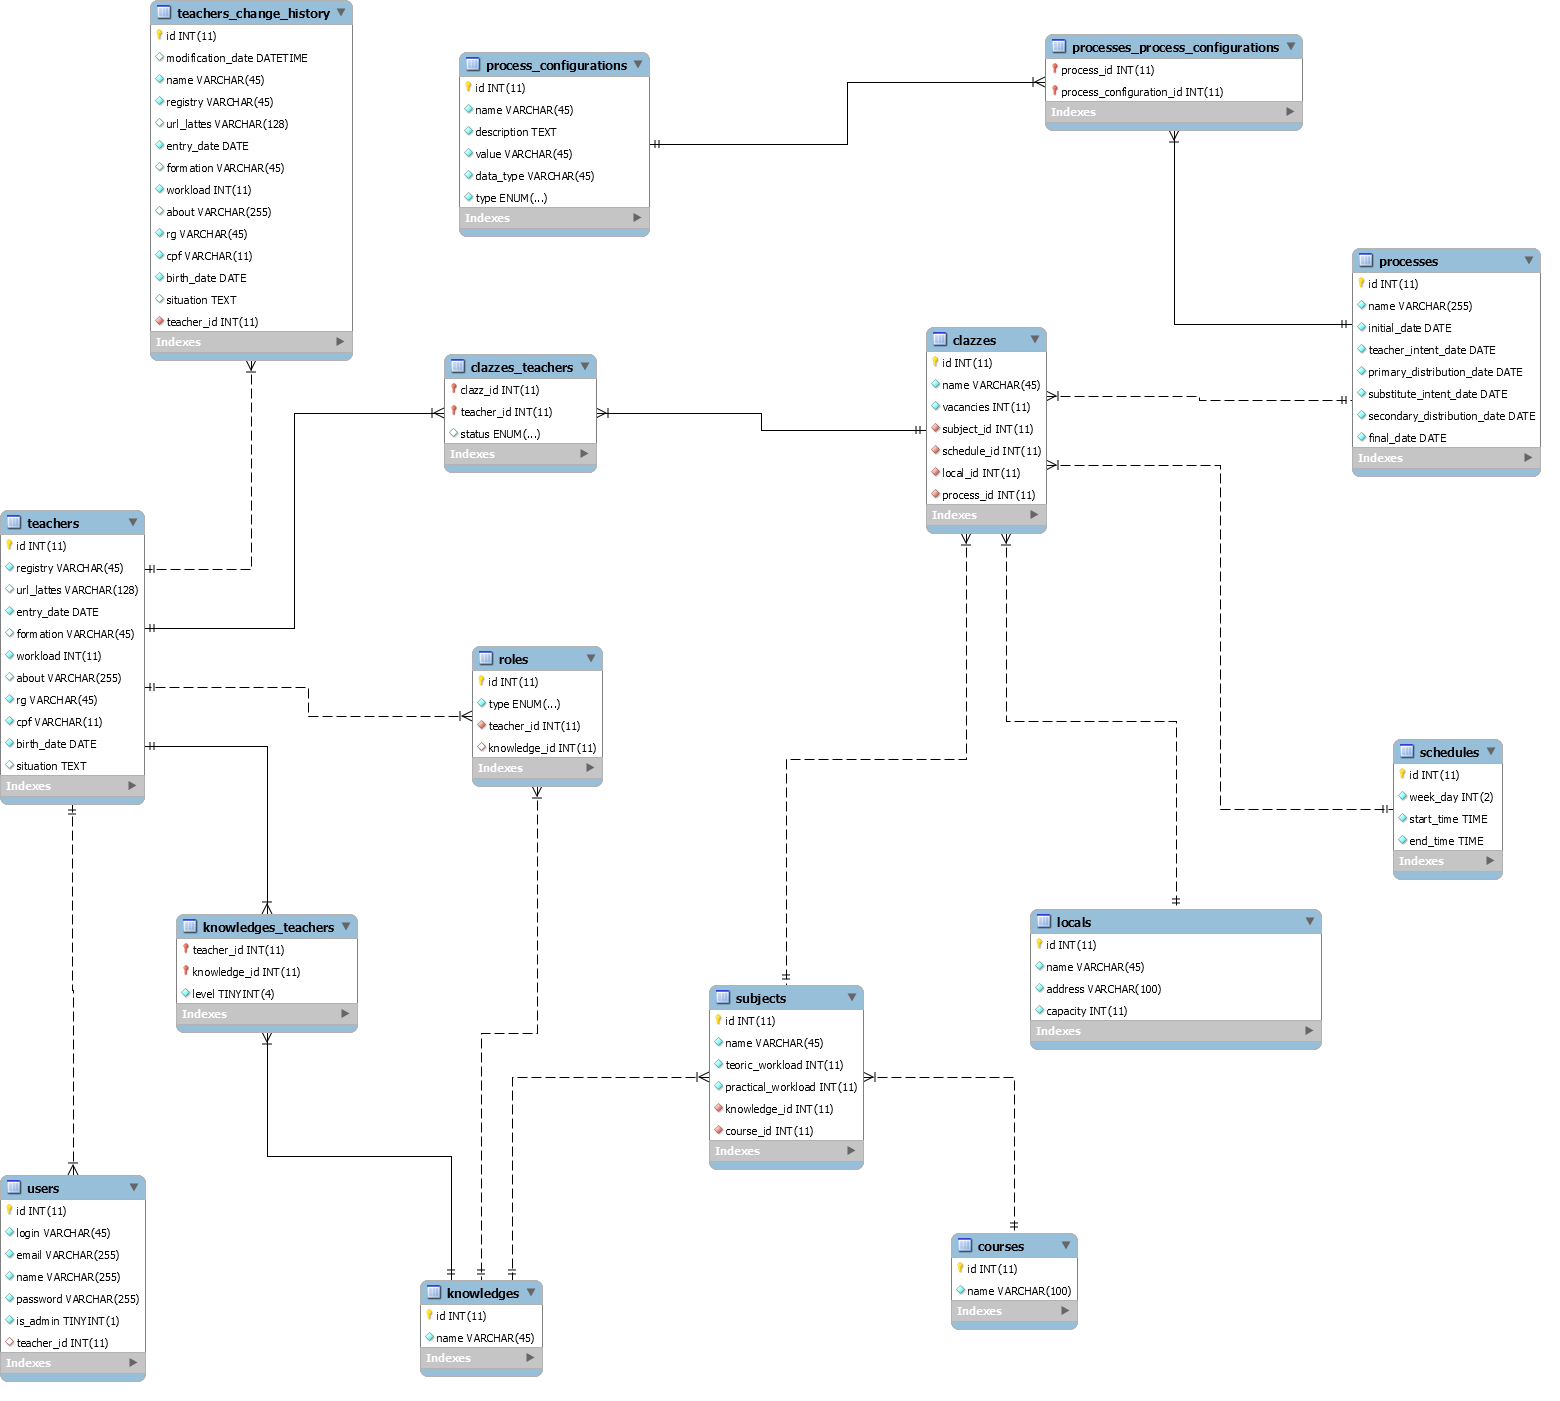 teachers_change_history
id INT(11)
modification_date DATETIME
name VARCHAR(45)
registry VARCHAR(45)
url_lattes VARCHAR(128)
entry_date DATE
formation VARCHAR(45)
workload INT(11)
about VARCHAR(255)
rg VARCHAR(45)
cpf VARCHAR(11)
birth_date DATE
situation TEXT
teacher_id INT(11)
Indexes
process_configurations
id INT(11)
name VARCHAR(45)
description TEXT
value VARCHAR(45)
data_type VARCHAR(45)
type ENUM(...)
Indexes
processes_process_configurations
process_id INT(11)
process_configuration_id INT(11)
Indexes
processes
id INT(11)
name VARCHAR(255)
initial_date DATE
teacher_intent_date DATE
primary_distribution_date DATE
substitute_intent_date DATE
secondary_distribution_date DATE
final_date DATE
Indexes
clazzes_teachers
clazz_id INT(11)
teacher_id INT(11)
status ENUM(...)
Indexes
clazzes
id INT(11)
name VARCHAR(45)
vacancies INT(11)
subject_id INT(11)
schedule_id INT(11)
local_id INT(11)
process_id INT(11)
Indexes
teachers
id INT(11)
registry VARCHAR(45)
url_lattes VARCHAR(128)
entry_date DATE
formation VARCHAR(45)
workload INT(11)
about VARCHAR(255)
rg VARCHAR(45)
cpf VARCHAR(11)
birth_date DATE
situation TEXT
Indexes
roles
id INT(11)
type ENUM(...)
teacher_id INT(11)
knowledge_id INT(11)
Indexes
schedules
id INT(11)
week_day INT(2)
start_time TIME
end_time TIME
Indexes
knowledges_teachers
teacher_id INT(11)
knowledge_id INT(11)
level TINYINT(4)
Indexes
locals
id INT(11)
name VARCHAR(45)
address VARCHAR(100)
capacity INT(11)
Indexes
subjects
id INT(11)
name VARCHAR(45)
teoric_workload INT(11)
practical_workload INT(11)
knowledge_id INT(11)
course_id INT(11)
Indexes
users
id INT(11)
login VARCHAR(45)
email VARCHAR(255)
name VARCHAR(255)
password VARCHAR(255)
is_admin TINYINT(1)
teacher_id INT(11)
Indexes
knowledges
id INT(11)
name VARCHAR(45)
Indexes
courses
id INT(11)
name VARCHAR(100)
Indexes